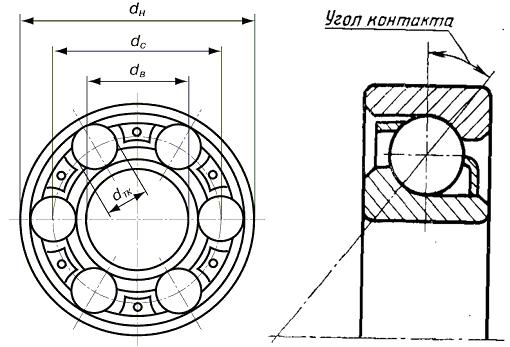 dн
dс
dв
dтк
Угол контакта